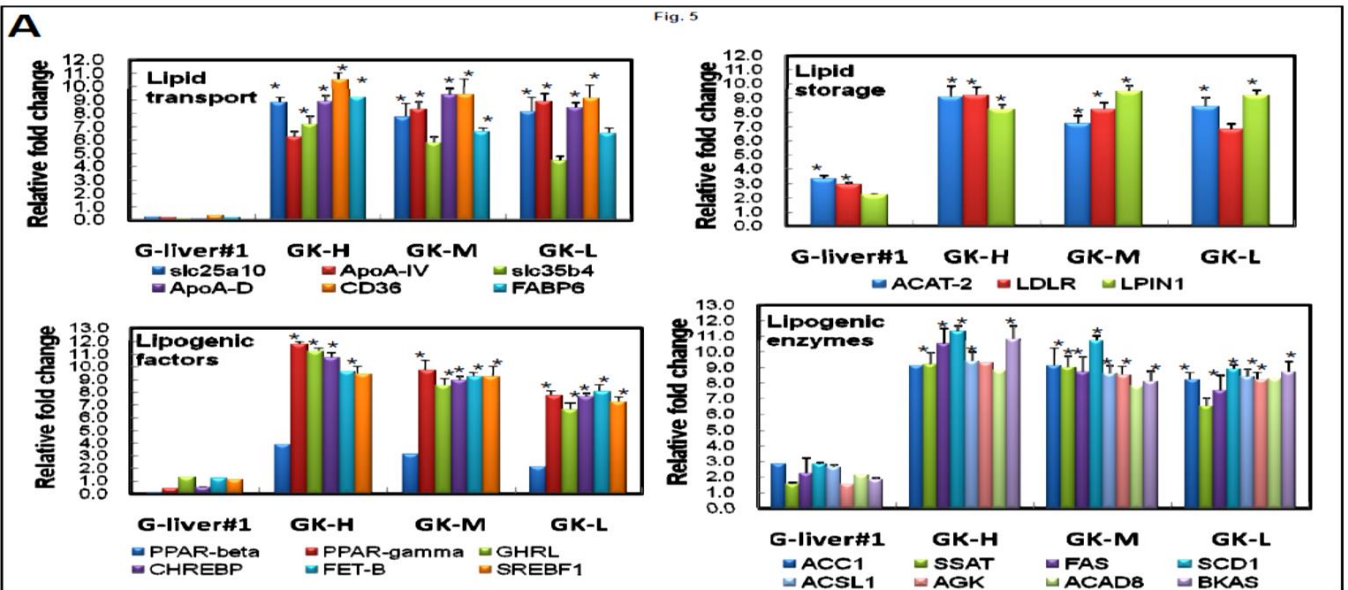 Fig. 5
A
Lipid
transport
Relative fold change
12.0
11.0
10.0
9.0
8.0
7.0
6.0
5.0
4.0
3.0
2.0
1.0
0.0
* * * * * * * * * * * * *
G-liver#1 GK-H GK-M GK-L
slc25a10 ApoA-IV slc35b4
ApoA-D CD36 FABP6
Lipid
storage
Relative fold change
12.0
11.0
10.0
9.0
8.0
7.0
6.0
5.0
4.0
3.0
2.0
1.0
0.0
* * * * * * * * * *
G-liver#1 GK-H GK-M GK-L
ACAT-2 LDLR LPIN1
Lipogenic
factors
Relative fold change
13.0
12.0
11.0
10.0
9.0
8.0
7.0
6.0
5.0
4.0
3.0
2.0
1.0
0.0
* * * * * * * * * * * * * * *
G-liver#1 GK-H GK-M GK-L
PPAR-beta PPAR-gamma GHRL
CHREBP FET-B SREBF1
Lipogenic
enzymes
Relative fold change
13.0
12.0
11.0
10.0
9.0
8.0
7.0
6.0
5.0
4.0
3.0
2.0
1.0
0.0
* * * * * * * * * * * * * * * * * *
G-liver#1 GK-H GK-M GK-L
ACC1 SSAT FAS SCD1
ACSL1 AGK ACAD8 BKAS